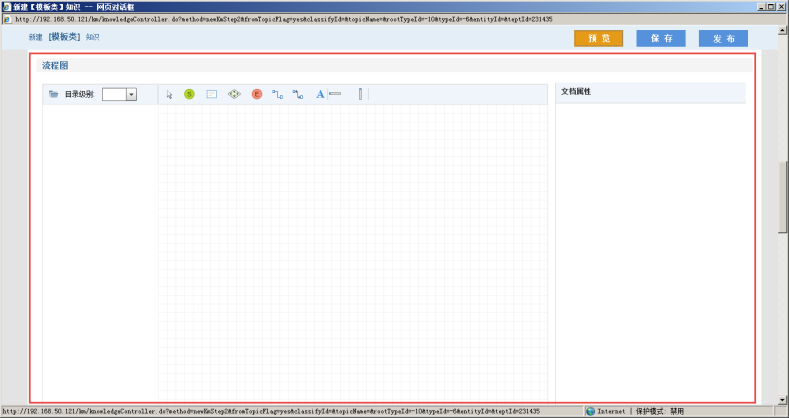 新建【模板类】知识 -- 网页对话框
http://192.168.50.121/km/knowledgeController.do?method=newKmStep2&fromTopicFlag=yes&classifyId=&topicName=&rootTypeId=-10&typeId=-6&entityId=&teptId=231435
新建 【模板类】 知识
预 览
保 存
发 布
流程图
目录级别:
S
E
A
文档属性
http://192.168.50.121/km/knowledgeController.do?method=newKmStep2&fromTopicFlag=yes&classifyId=&topicName=&rootTypeId=-10&typeId=-6&entityId=&teptId=231435
Internet | 保护模式: 禁用